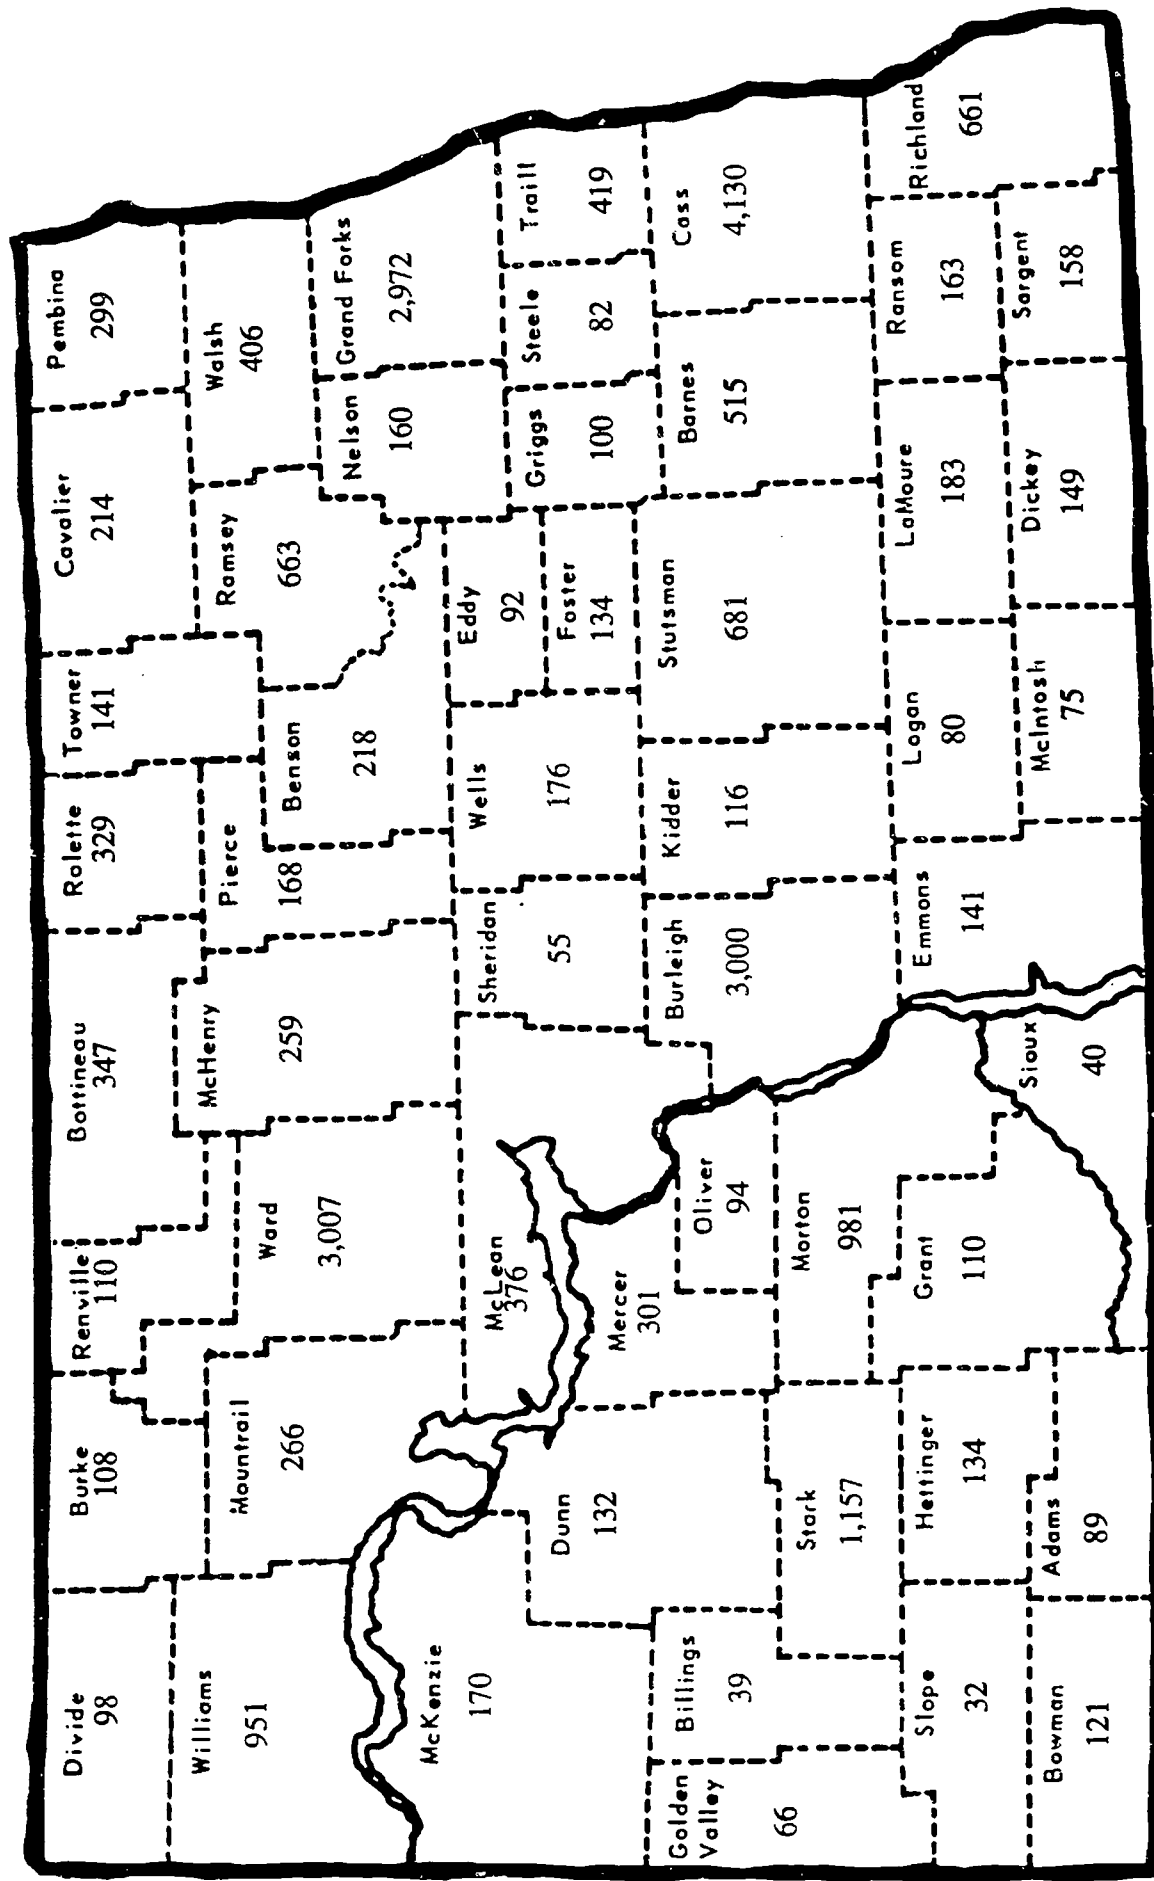 Divide
98
Burke
108
Renville
110
Bottineau
347
Rolette
329
Towner
141
Cavalier
214
Pembina
299
Williams
951
Mountrail
266
Ward
3,007
McHenry
259
Pierce
168
Benson
218
Ramsey
663
Walsh
406
McKenzie
170
McLean
376
Sheridan
55
Wells
176
Eddy
92
Foster
134
Nelson
160
Grand Forks
2,972
Griggs
100
Steele
82
Traill
419
Dunn
132
Mercer
301
Oliver
94
Burleigh
3,000
Kidder
116
Stutsman
681
Barnes
515
Cass
4,130
Golden
Valley
66
Billings
39
Stark
1,157
Morton
981
Slope
32
Hettinger
134
Grant
110
Emmons
141
Logan
80
LaMoure
183
Ransom
163
Richland
661
Bowman
121
Adams
89
Sioux
40
McIntosh
75
Dickey
149
Sargent
158